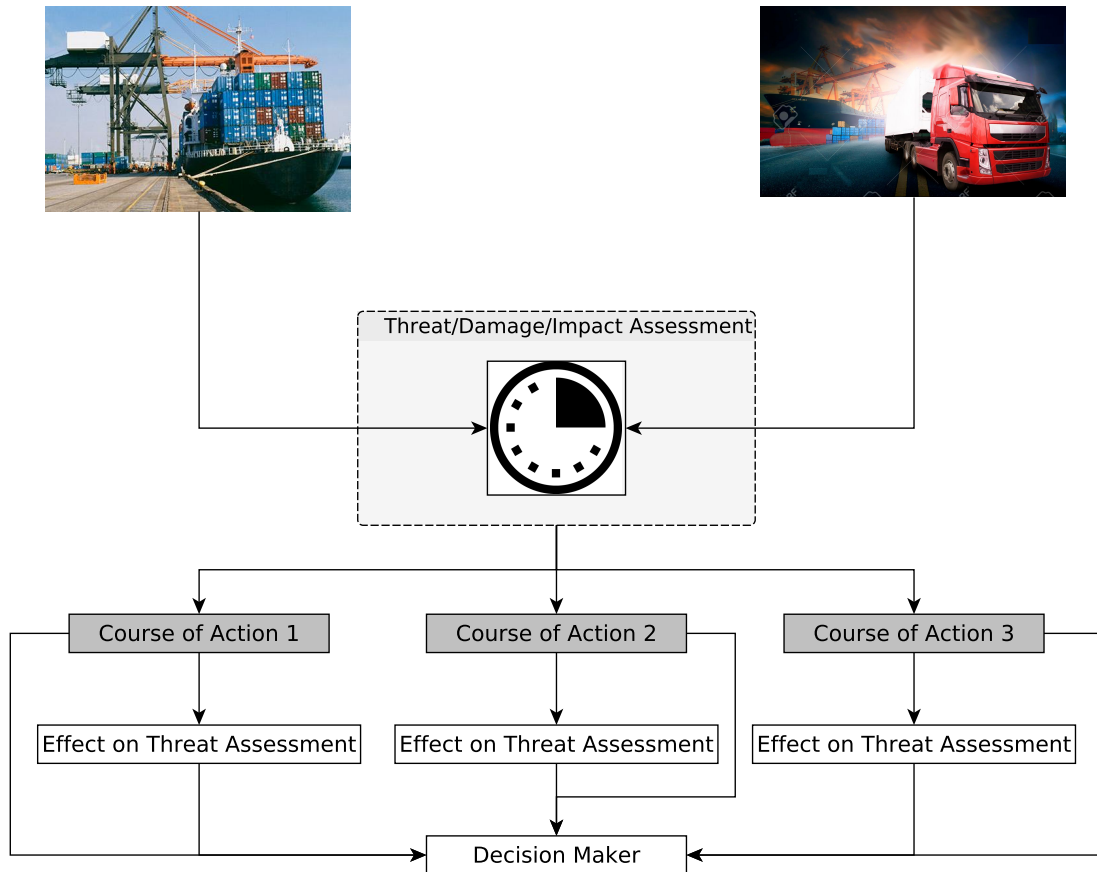 Threat/Damage/Impact Assessment
Course of Action 1
Course of Action 2
Course of Action 3
Effect on Threat Assessment
Effect on Threat Assessment
Effect on Threat Assessment
Decision Maker